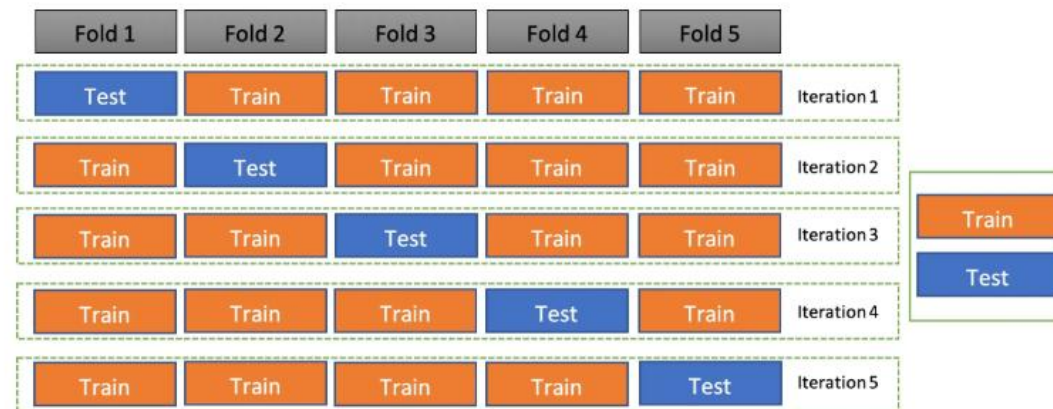 Fold 1 Fold 2 Fold 3 Fold 4 Fold 5
Test Train Train Train Train Iteration 1
Train Test Train Train Train Iteration 2
Train Train Test Train Train Iteration 3
Train Train Train Test Train Iteration 4
Train Train Train Train Test Iteration 5
Train
Test